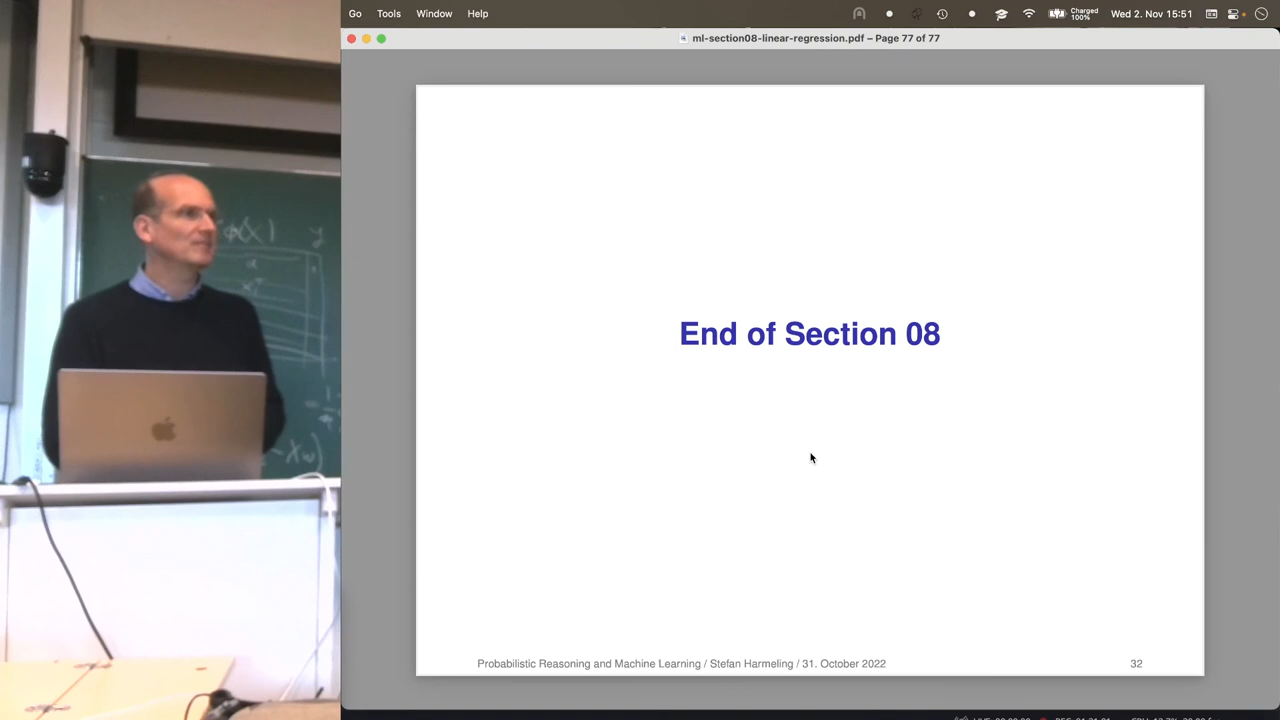 Go Tools Window Help Charged 100% Wed 2. Nov 15:51
ml-section08-linear-regression.pdf – Page 77 of 77
ϕ(X) y
End of Section 08
Probabilistic Reasoning and Machine Learning / Stefan Harmeling / 31. October 2022 32